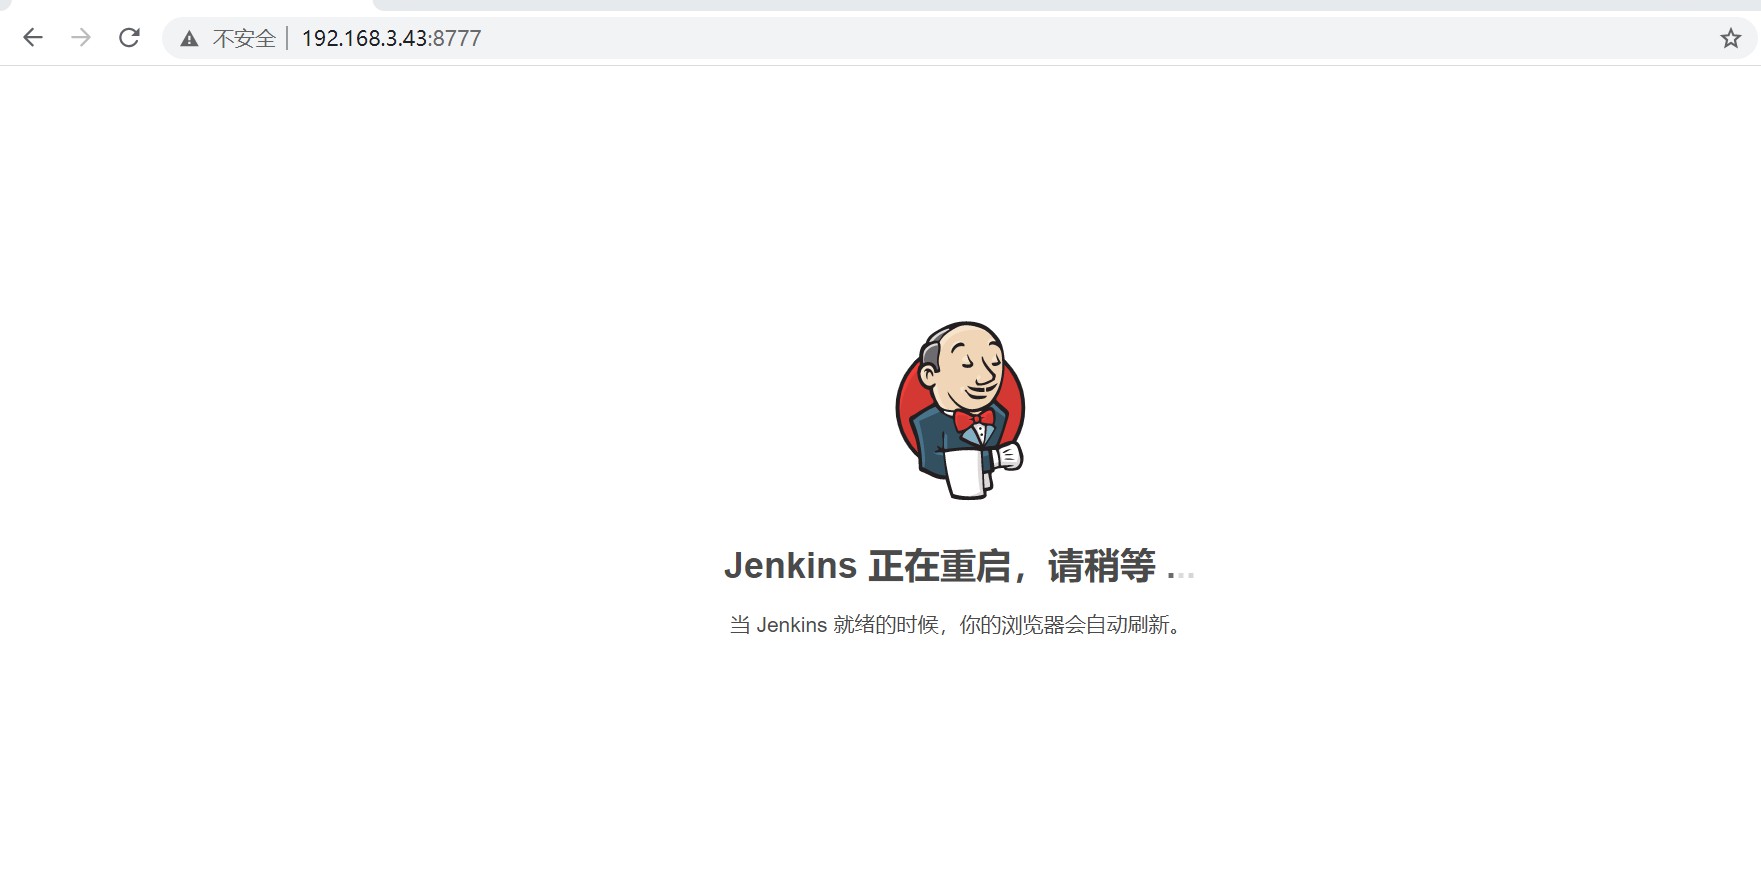 不安全 | 192.168.3.43:8777
Jenkins 正在重启，请稍等 ...
当 Jenkins 就绪的时候，你的浏览器会自动刷新。